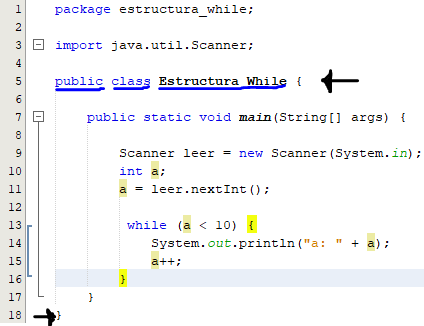 1 package estructura_while;
2
3 import java.util.Scanner;
4
5 public class Estructura While {
6
7 public static void main(String[] args) {
8
9 Scanner leer = new Scanner(System.in);
10 int a;
11 a = leer.nextInt();
12
13 while (a < 10) {
14 System.out.println("a: " + a);
15 a++;
16 }
17 }
18 }